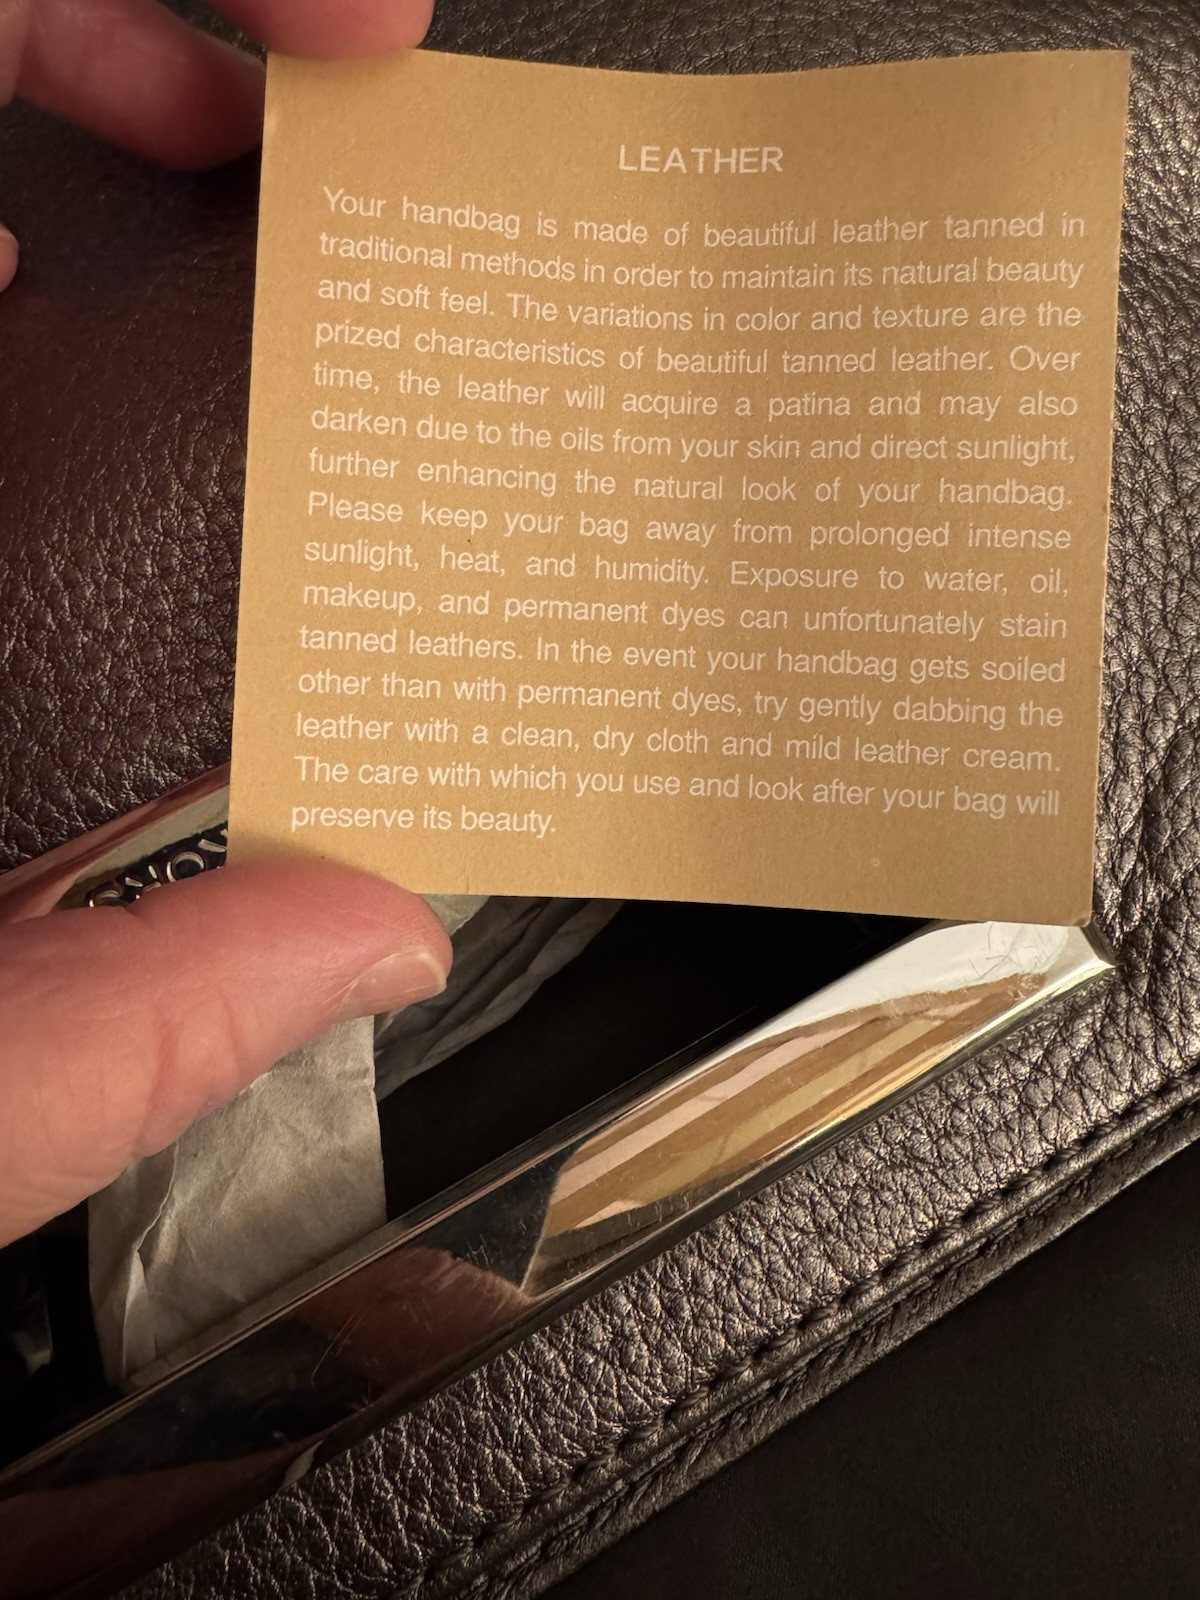 LEATHER
Your handbag is made of beautiful leather tanned in
traditional methods in order to maintain its natural beauty
and soft feel. The variations in color and texture are the
prized characteristics of beautiful tanned leather. Over
time, the leather will acquire a patina and may also
darken due to the oils from your skin and direct sunlight,
further enhancing the natural look of your handbag.
Please keep your bag away from prolonged intense
sunlight, heat, and humidity. Exposure to water, oil,
makeup, and permanent dyes can unfortunately stain
tanned leathers. In the event your handbag gets soiled
other than with permanent dyes, try gently dabbing the
leather with a clean, dry cloth and mild leather cream.
The care with which you use and look after your bag will
preserve its beauty.